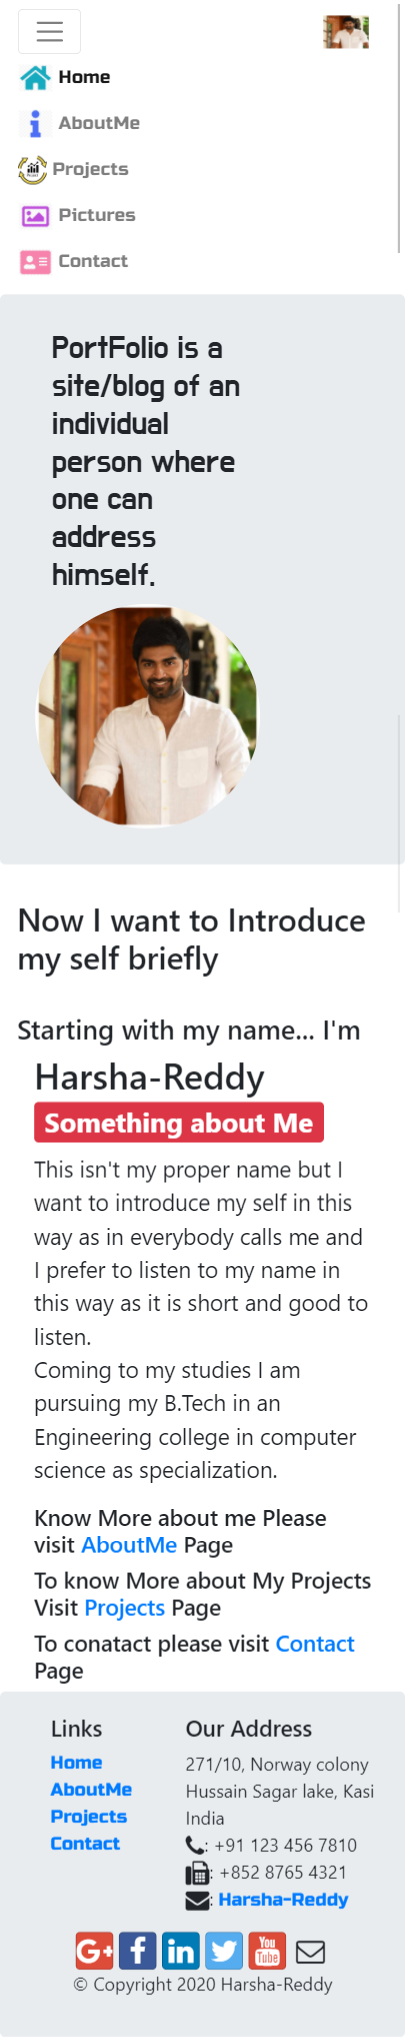 Home
AboutMe
Projects
Pictures
Contact
PortFolio is a
site/blog of an
individual
person where
one can
address
himself.
Now I want to Introduce
my self briefly
Starting with my name... I'm
Harsha-Reddy
Something about Me
This isn't my proper name but I
want to introduce my self in this
way as in everybody calls me and
I prefer to listen to my name in
this way as it is short and good to
listen.
Coming to my studies I am
pursuing my B.Tech in an
Engineering college in computer
science as specialization.
Know More about me Please
visit AboutMe Page
To know More about My Projects
Visit Projects Page
To conatact please visit Contact
Page
Links
Home
AboutMe
Projects
Contact
Our Address
271/10, Norway colony
Hussain Sagar lake, Kasi
India
: +91 123 456 7810
: +852 8765 4321
: Harsha-Reddy
G+ f in You Tube
© Copyright 2020 Harsha-Reddy